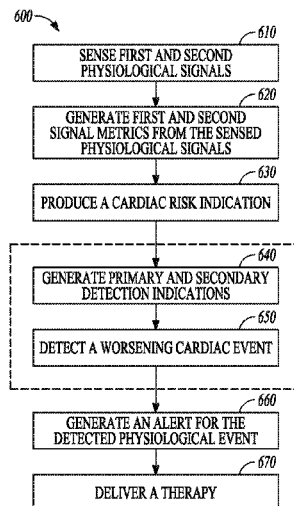 600
610
SENSE FIRST AND SECOND
PHYSIOLOGICAL SIGNALS
620
GENERATE FIRST AND SECOND
SIGNAL METRICS FROM THE SENSED
PHYSIOLOGICAL SIGNALS
630
PRODUCE A CARDIAC RISK INDICATION
640
GENERATE PRIMARY AND SECONDARY
DETECTION INDICATIONS
650
DETECT A WORSENING CARDIAC EVENT
660
GENERATE AN ALERT FOR THE
DETECTED PHYSIOLOGICAL EVENT
670
DELIVER A THERAPY